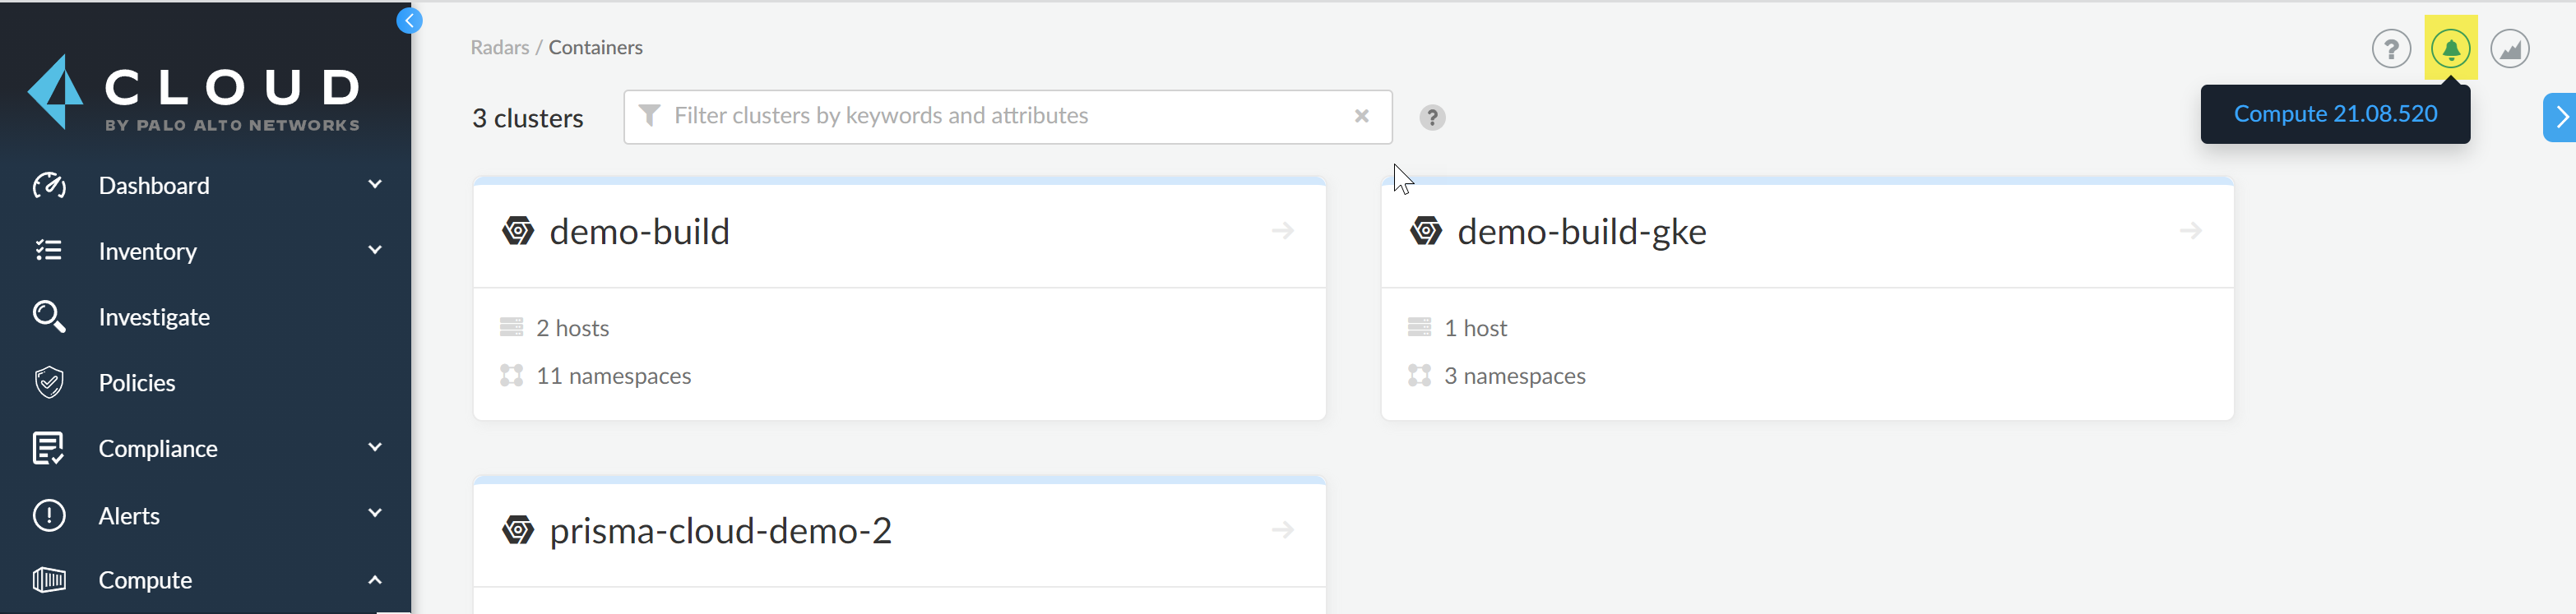 CLOUD
BY PALO ALTO NETWORKS
Dashboard
Inventory
Investigate
Policies
Compliance
Alerts
Compute
Radars / Containers
3 clusters
Filter clusters by keywords and attributes
?
?
Compute 21.08.520
demo-build
2 hosts
11 namespaces
demo-build-gke
1 host
3 namespaces
prisma-cloud-demo-2